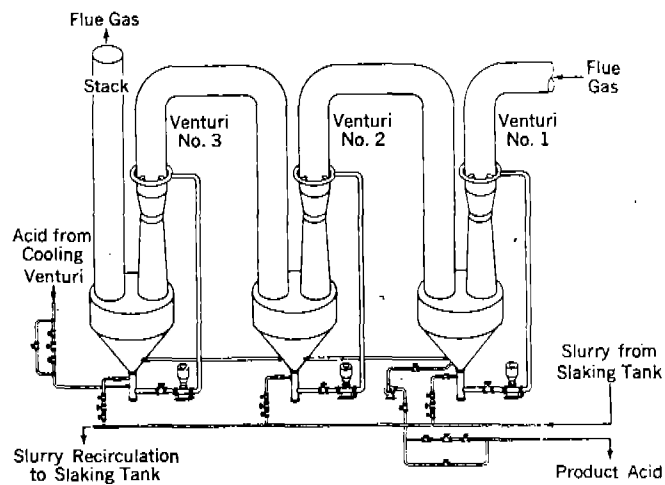 Flue Gas
Stack
Venturi
No. 3
Venturi
No. 2
Venturi
No. 1
Flue
Gas
Acid from
Cooling
Venturi
Slurry from
Slaking Tank
Slurry Recirculation
to Slaking Tank
Product Acid